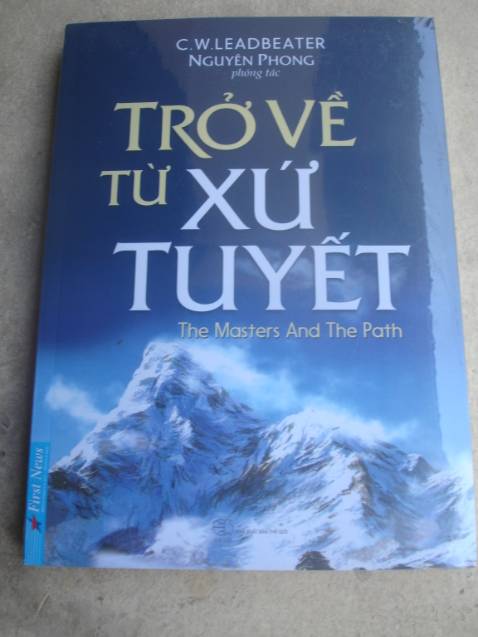 C.W.LEADBEATER
NGUYÊN PHONG
phóng tác
TRỞ VỀ
TỪ XỨ
TUYẾT
The Masters And The Path
First News